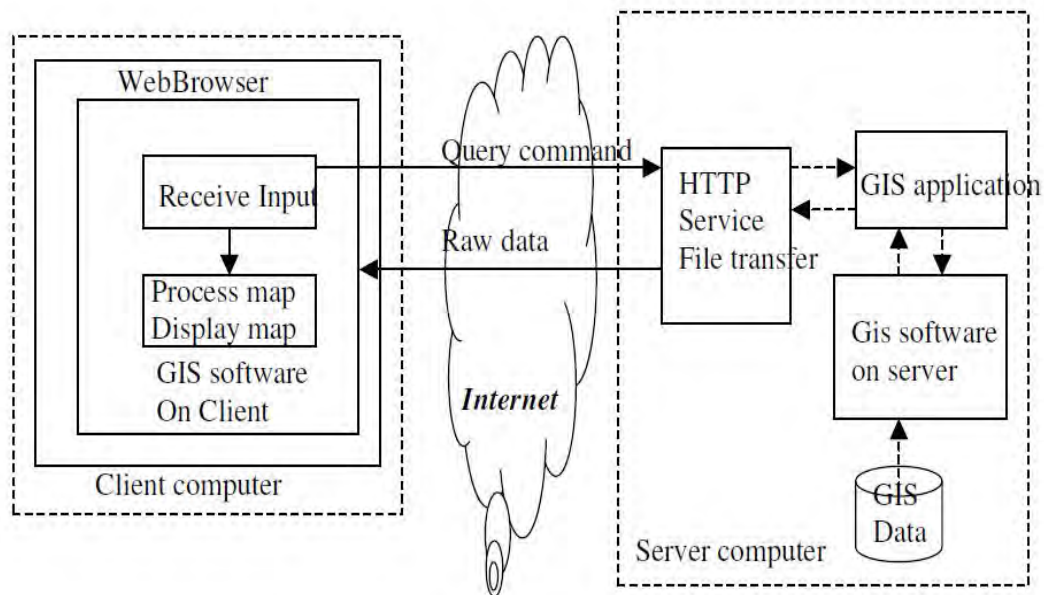 WebBrowser
Receive Input
Process map
Display map
GIS software
On Client
Client computer
Query command
Raw data
Internet
HTTP
Service
File transfer
GIS application
Gis software
on server
GIS
Data
Server computer